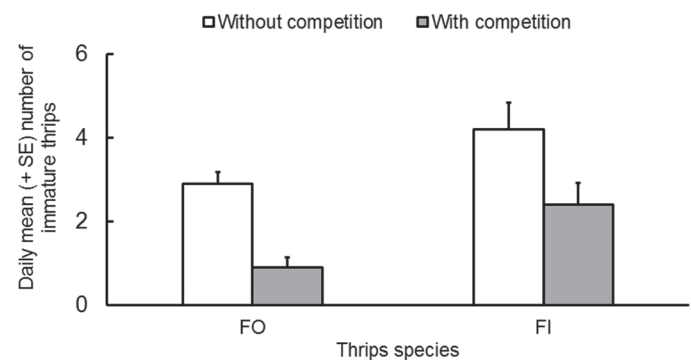 Without competition With competition
Daily mean (+ SE) number of
immature thrips
6
4
2
0
FO FI
Thrips species